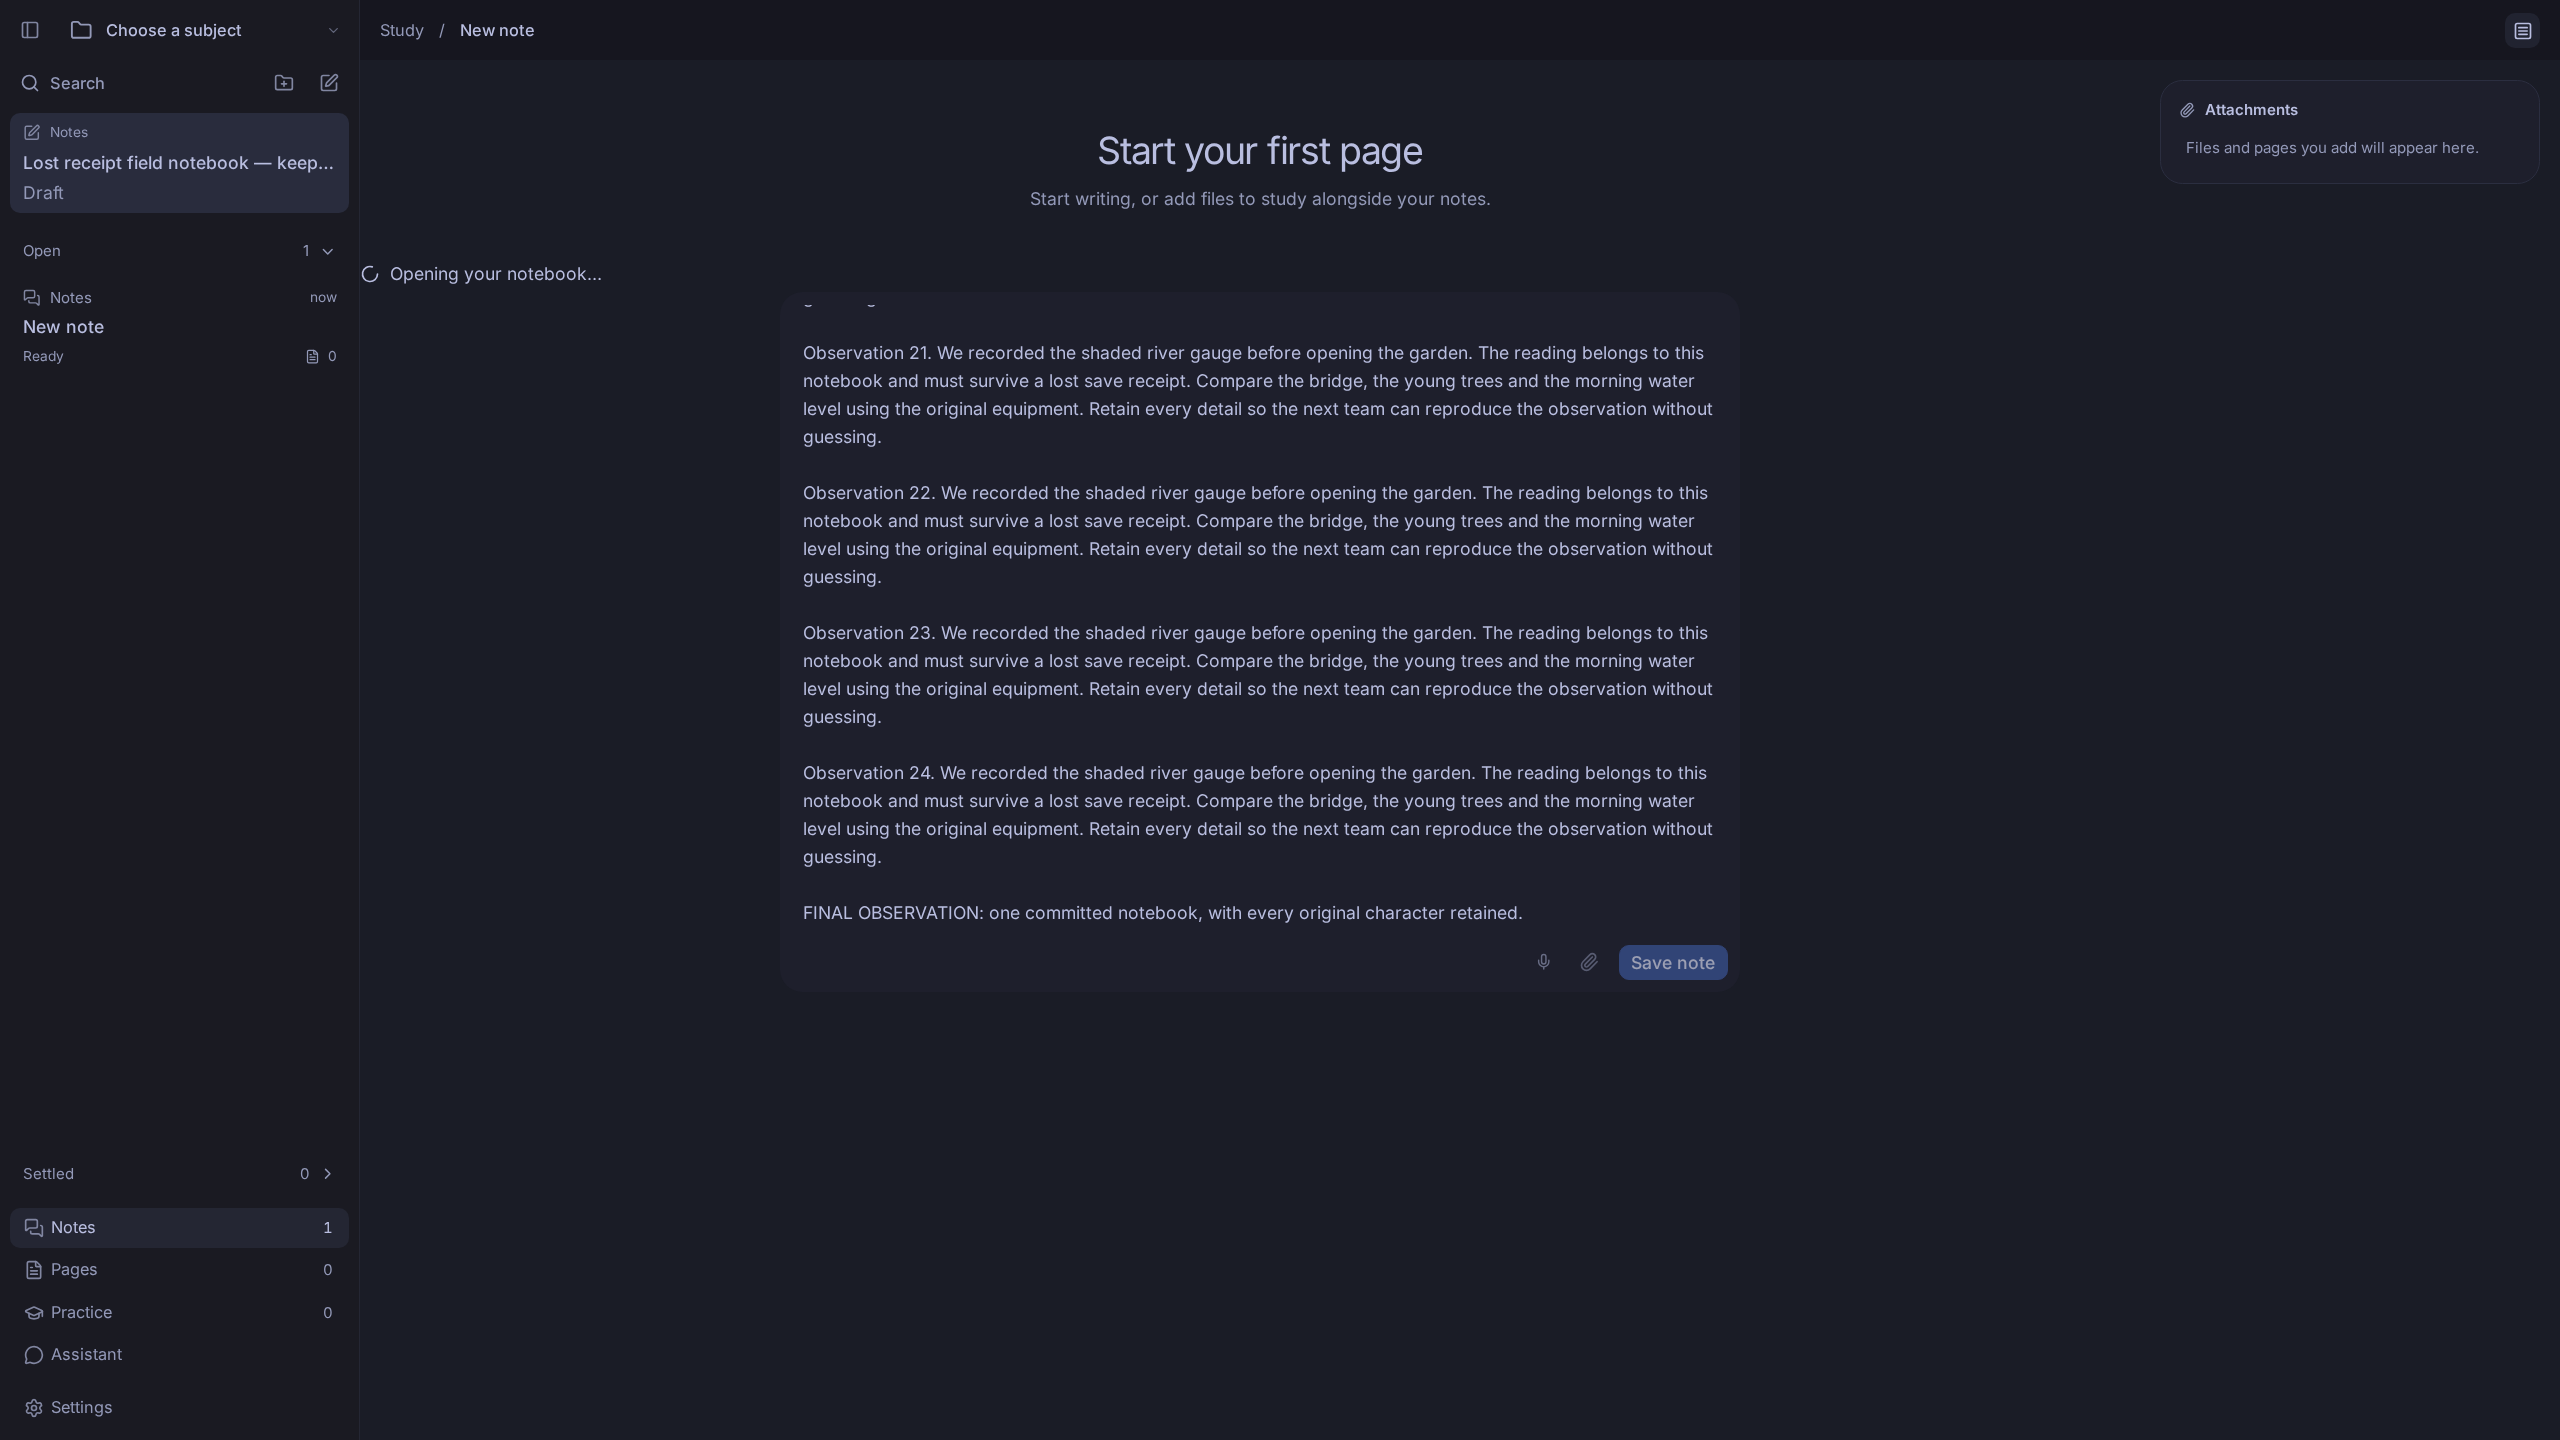 Choose a subject
Search
Notes
Lost receipt field notebook — keep...
Draft
Open 1
Notes now
New note
Ready 0
Settled 0
Notes 1
Pages 0
Practice 0
Assistant
Settings
Study / New note
Start your first page
Start writing, or add files to study alongside your notes.
Opening your notebook...
Observation 21. We recorded the shaded river gauge before opening the garden. The reading belongs to this
notebook and must survive a lost save receipt. Compare the bridge, the young trees and the morning water
level using the original equipment. Retain every detail so the next team can reproduce the observation without
guessing.
Observation 22. We recorded the shaded river gauge before opening the garden. The reading belongs to this
notebook and must survive a lost save receipt. Compare the bridge, the young trees and the morning water
level using the original equipment. Retain every detail so the next team can reproduce the observation without
guessing.
Observation 23. We recorded the shaded river gauge before opening the garden. The reading belongs to this
notebook and must survive a lost save receipt. Compare the bridge, the young trees and the morning water
level using the original equipment. Retain every detail so the next team can reproduce the observation without
guessing.
Observation 24. We recorded the shaded river gauge before opening the garden. The reading belongs to this
notebook and must survive a lost save receipt. Compare the bridge, the young trees and the morning water
level using the original equipment. Retain every detail so the next team can reproduce the observation without
guessing.
FINAL OBSERVATION: one committed notebook, with every original character retained.
Save note
Attachments
Files and pages you add will appear here.